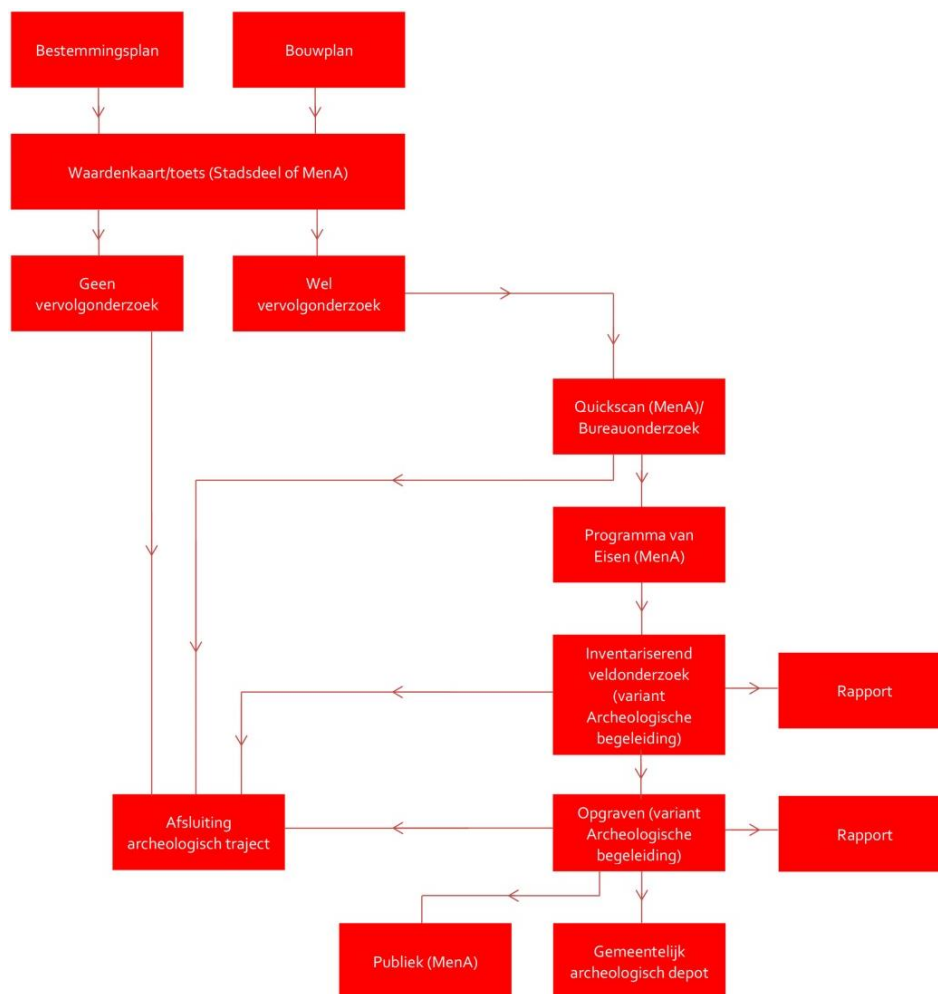 Bestemmingsplan
Bouwplan
Waardenkaart/toets (Stadsdeel of MenA)
Geen
vervolgonderzoek
Wel
vervolgonderzoek
Quickscan (MenA)/
Bureauonderzoek
Programma van
Eisen (MenA)
Inventariserend
veldonderzoek
(variant
Archeologische
begeleiding)
Rapport
Afsluiting
archeologisch traject
Opgraven (variant
Archeologische
begeleiding)
Rapport
Publiek (MenA)
Gemeentelijk
archeologisch depot